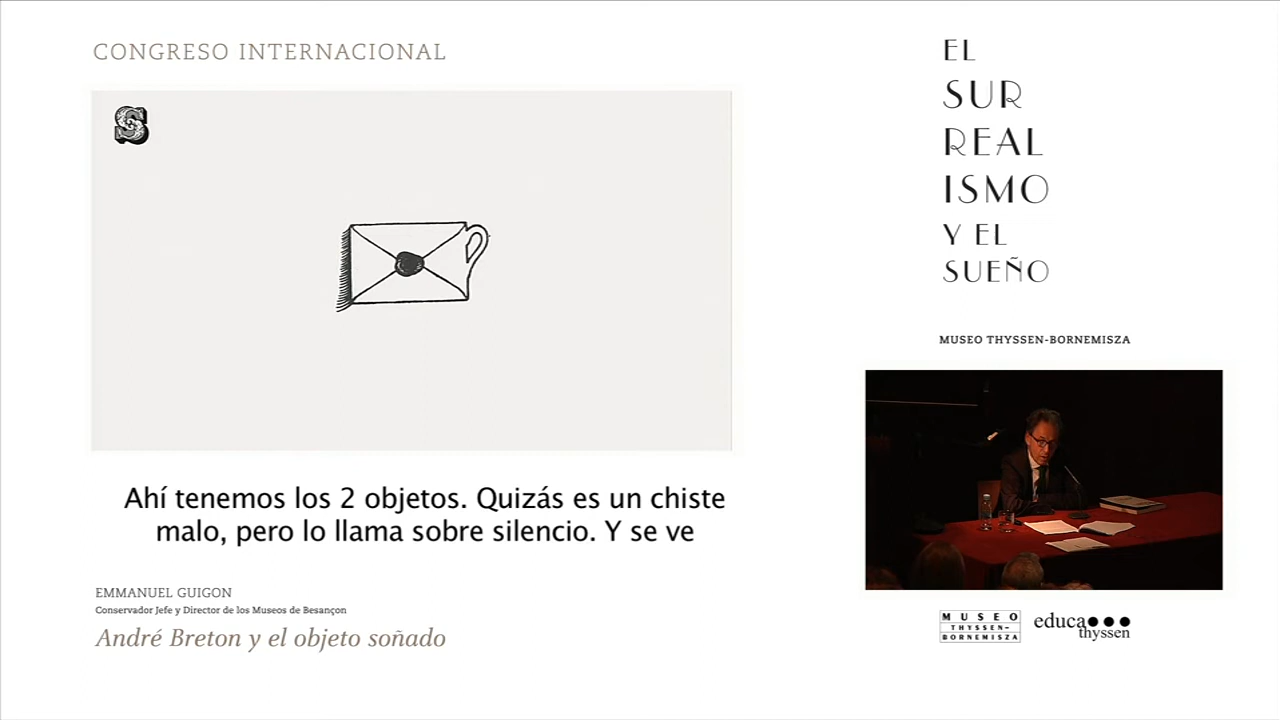 CONGRESO INTERNACIONAL
S
Ahí tenemos los 2 objetos. Quizás es un chiste
malo, pero lo llama sobre silencio. Y se ve
EMMANUEL GUIGON
Conservador Jefe y Director de los Museos de Besançon
André Breton y el objeto soñado
EL
SUR
REAL
ISMO
Y EL
SUEÑO
MUSEO THYSSEN-BORNEMISZA
MUSEO
THYSSEN-
BORNEMISZA
educa
thyssen